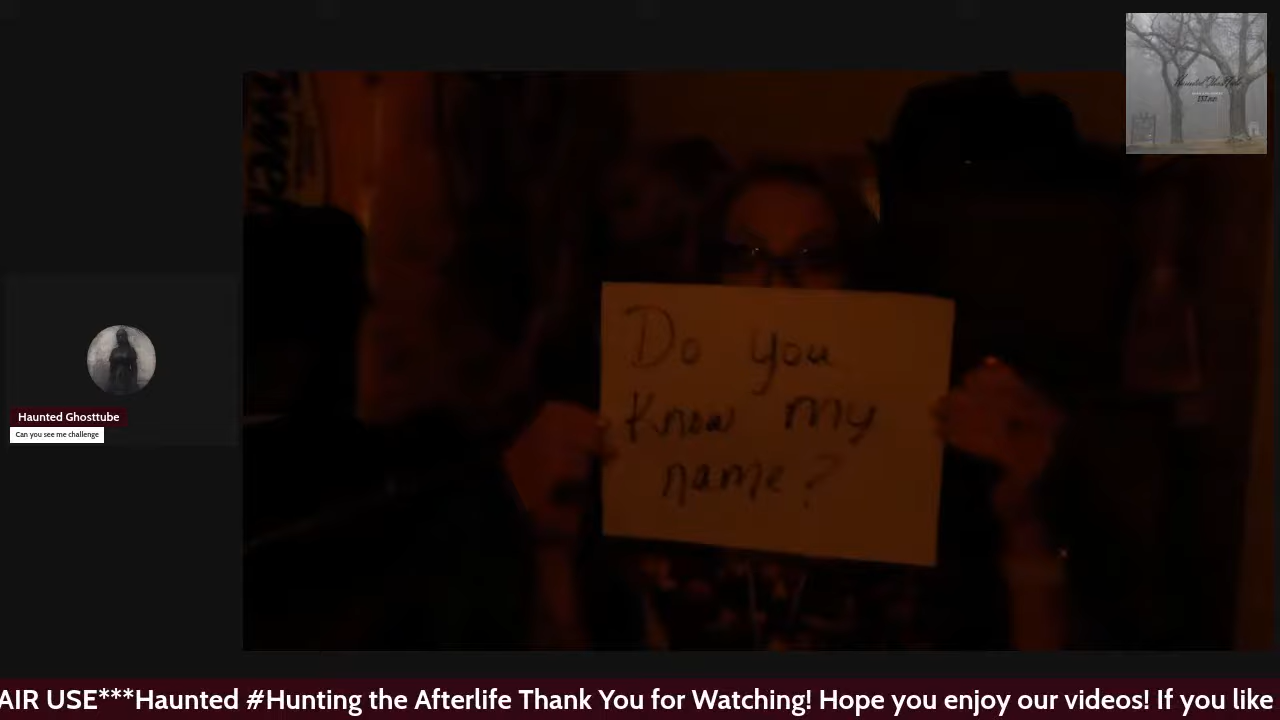 Do you
Know my
name?
Haunted Ghosttube
Can you see me challenge
AIR USE***Haunted #Hunting the Afterlife Thank You for Watching! Hope you enjoy our videos! If you like